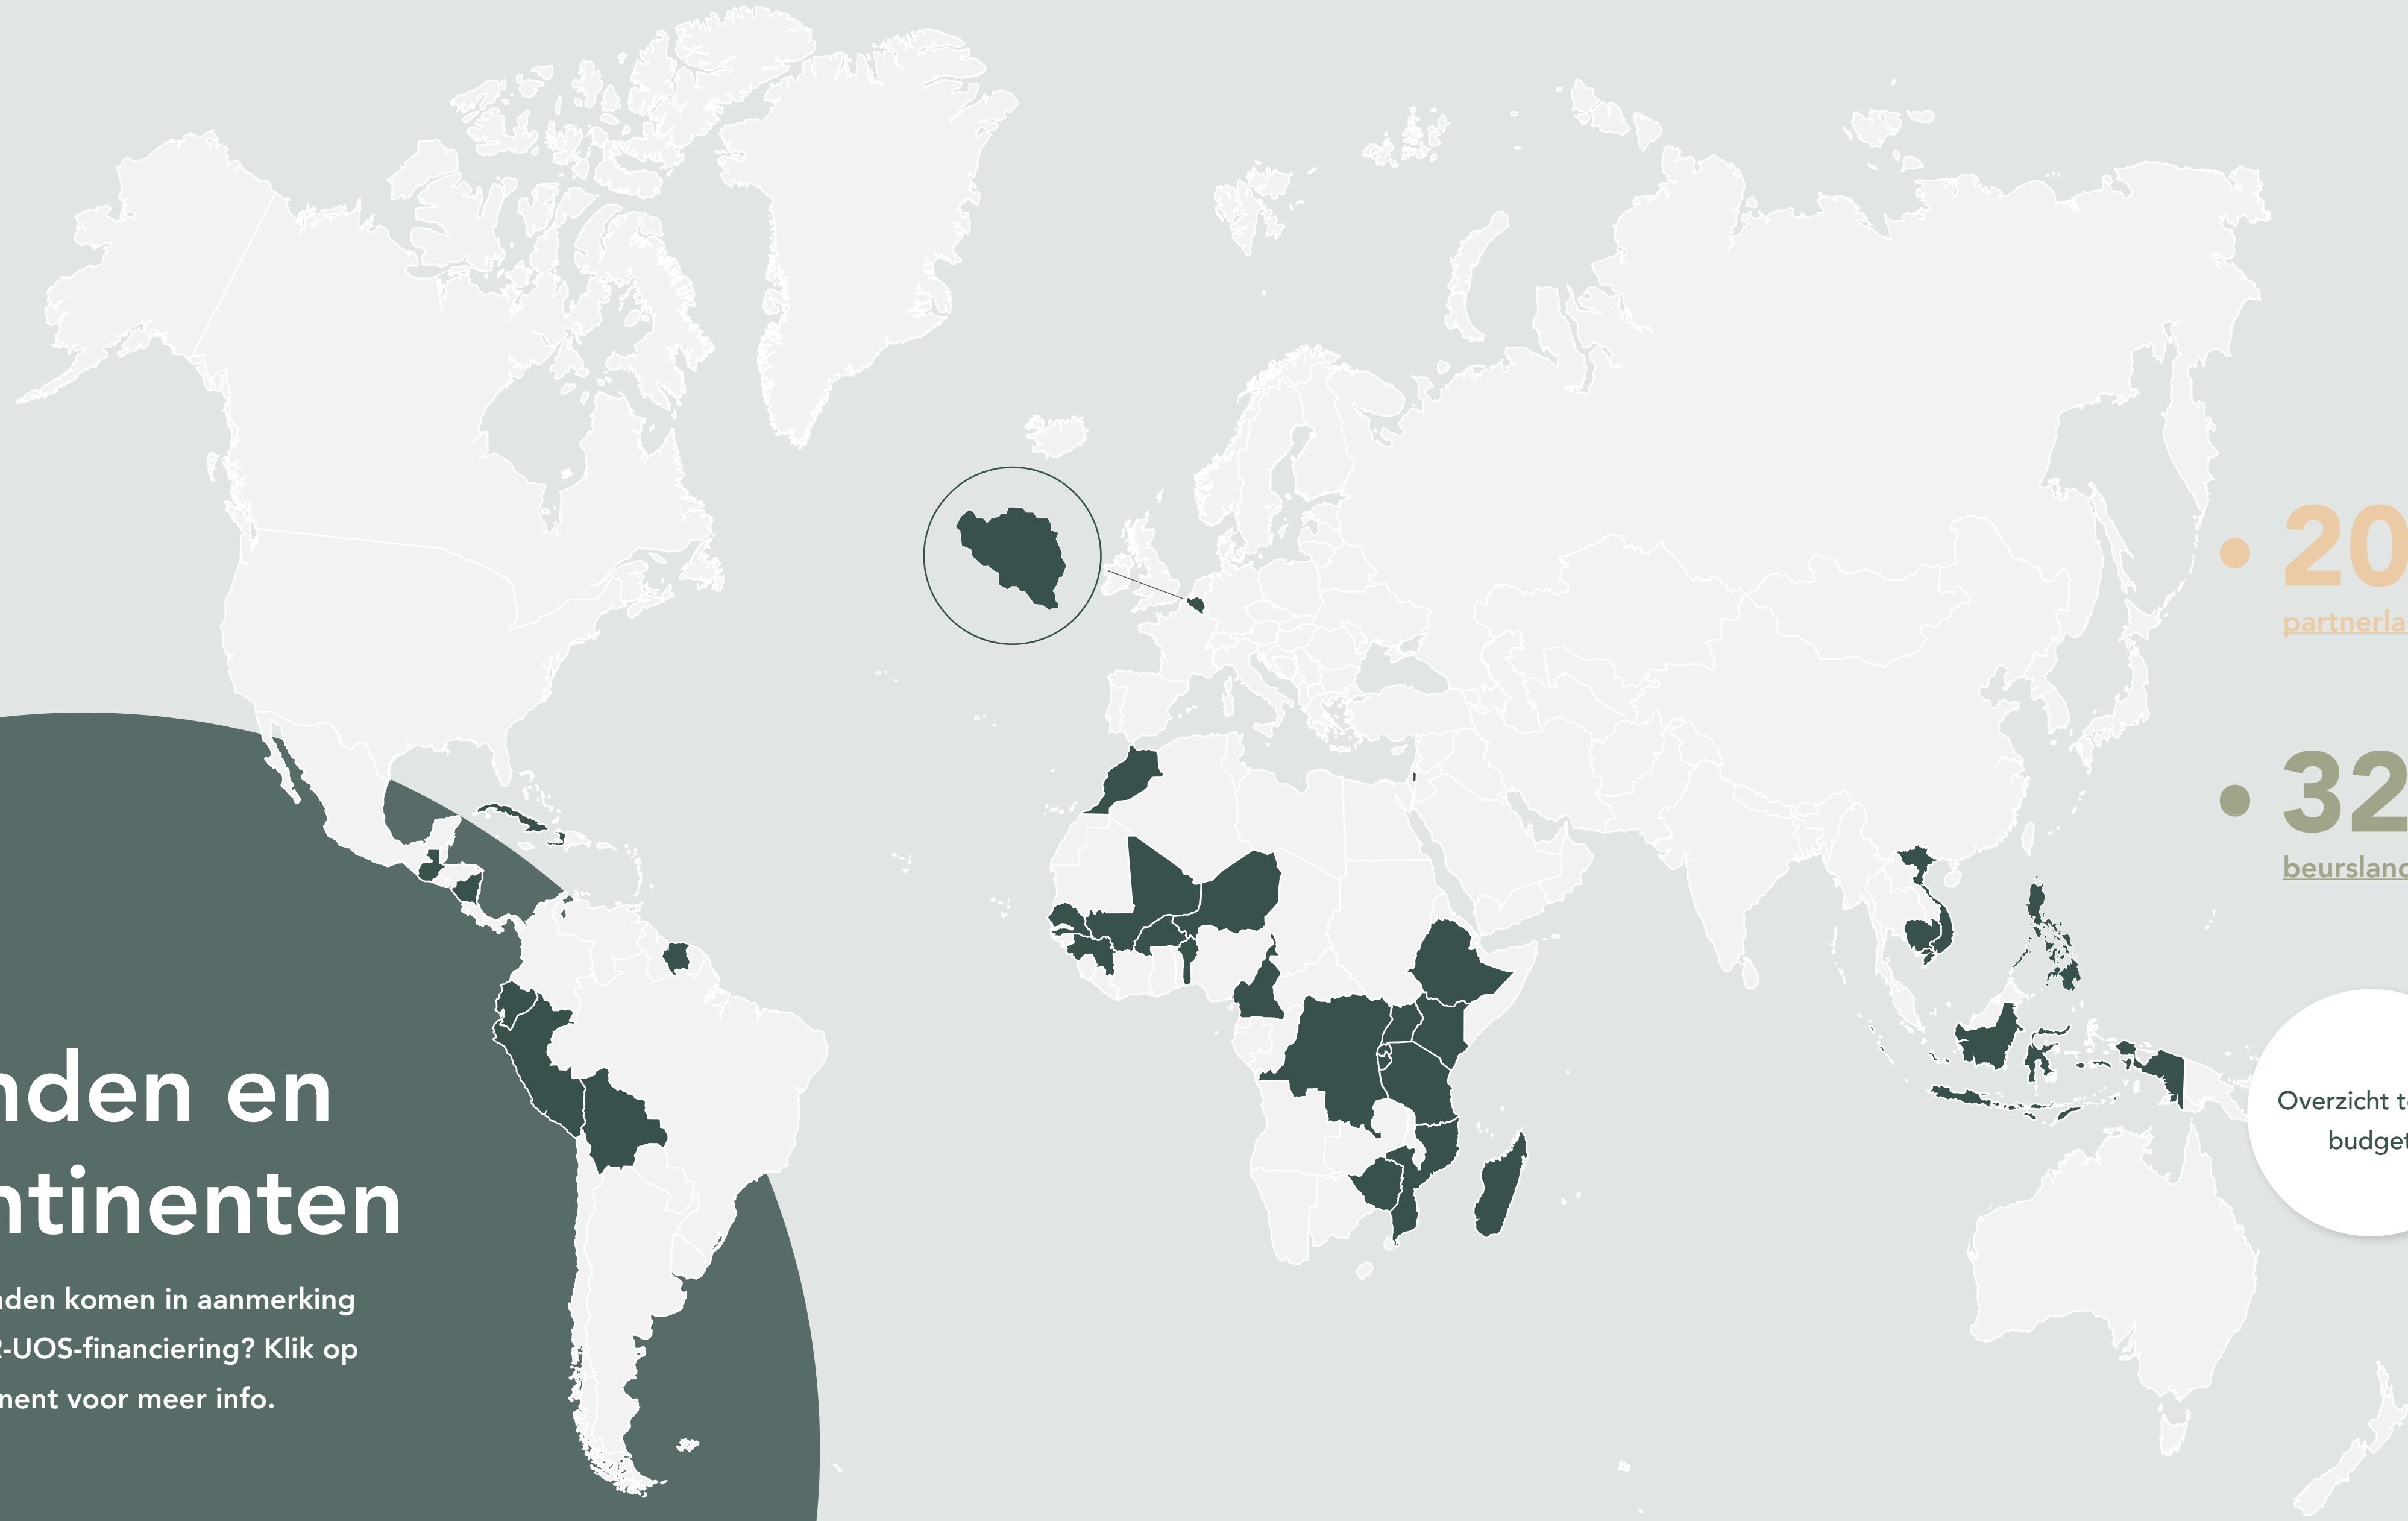 20
partnerla
32
beursland
nden en
ntinenten
nden komen in aanmerking
R-UOS-financiering? Klik op
nent voor meer info.
Overzicht t
budget